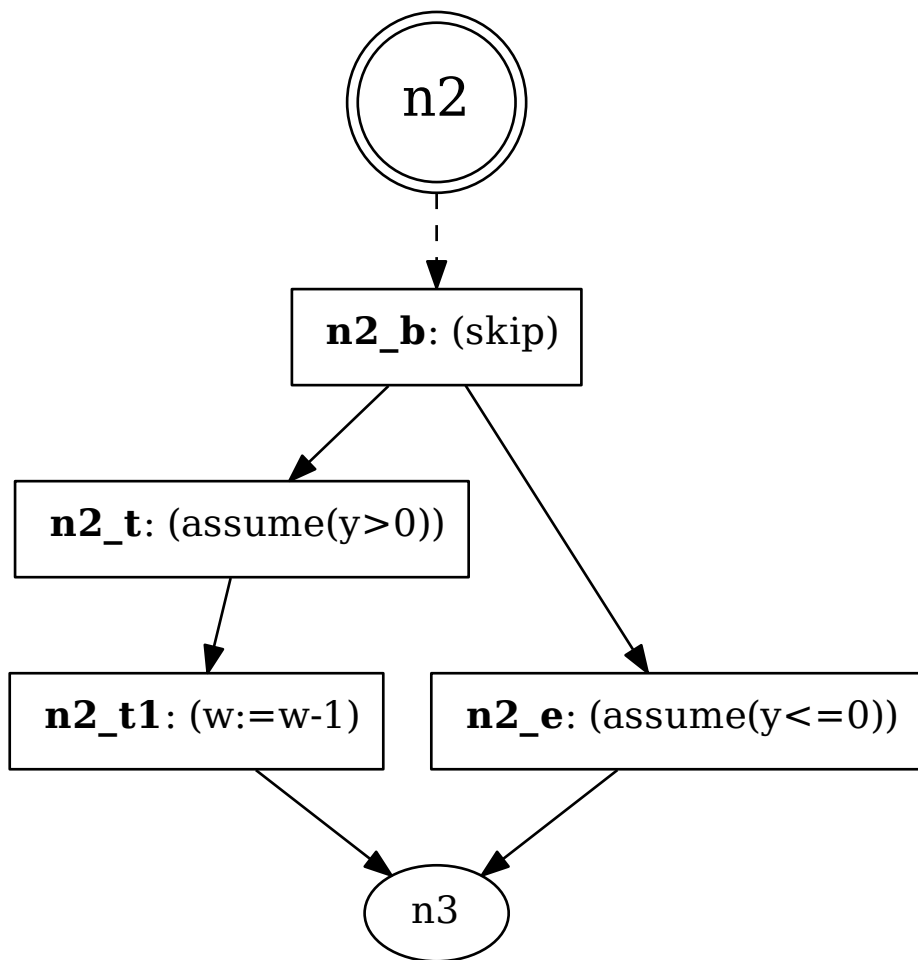 n2
n2_b: (skip)
n2_t: (assume(y>0))
n2_t1: (w:=w-1)
n2_e: (assume(y<=0))
n3